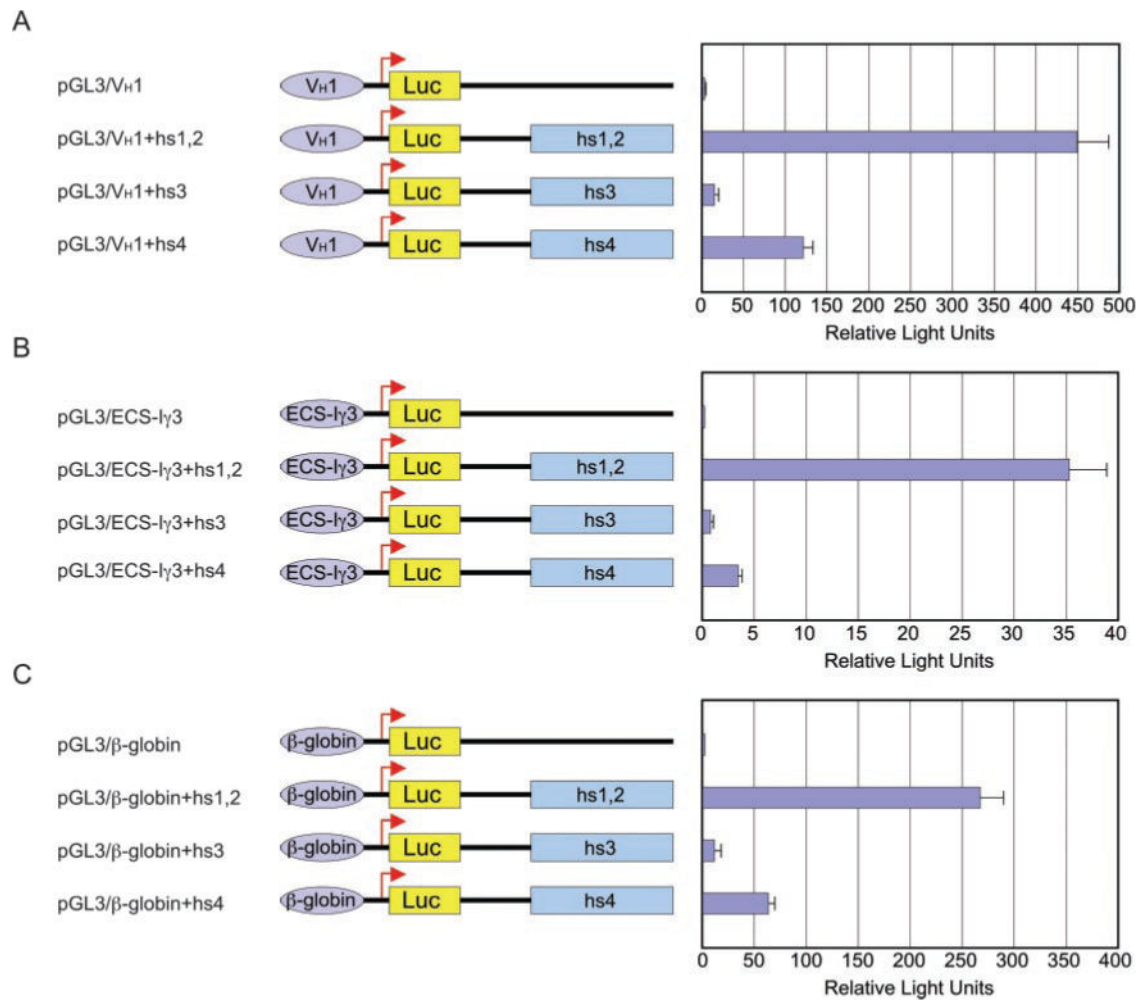 A
pGL3/VH1 VH1 Luc
pGL3/VH1+hs1,2 VH1 Luc hs1,2
pGL3/VH1+hs3 VH1 Luc hs3
pGL3/VH1+hs4 VH1 Luc hs4
0 50 100 150 200 250 300 350 400 450 500
Relative Light Units
B
pGL3/ECS-Iγ3 ECS-Iγ3 Luc
pGL3/ECS-Iγ3+hs1,2 ECS-Iγ3 Luc hs1,2
pGL3/ECS-Iγ3+hs3 ECS-Iγ3 Luc hs3
pGL3/ECS-Iγ3+hs4 ECS-Iγ3 Luc hs4
0 5 10 15 20 25 30 35 40
Relative Light Units
C
pGL3/β-globin β-globin Luc
pGL3/β-globin+hs1,2 β-globin Luc hs1,2
pGL3/β-globin+hs3 β-globin Luc hs3
pGL3/β-globin+hs4 β-globin Luc hs4
0 50 100 150 200 250 300 350 400
Relative Light Units